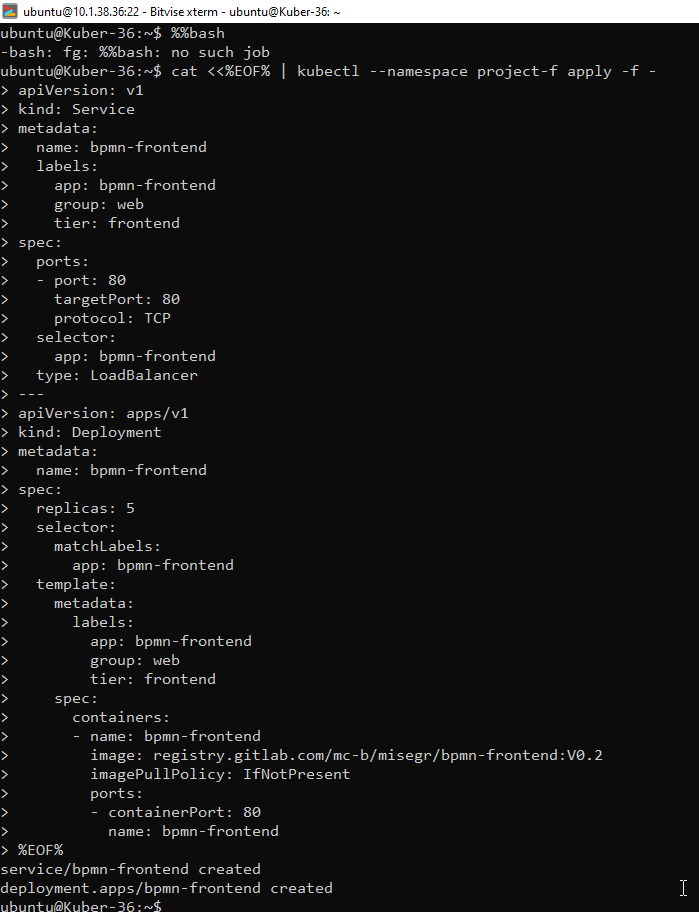 ubuntu@10.1.38.36:22 - Bitvise xterm - ubuntu@Kuber-36: ~
ubuntu@Kuber-36:~$ %%bash
-bash: fg: %%bash: no such job
ubuntu@Kuber-36:~$ cat <<%EOF% | kubectl --namespace project-f apply -f -
> apiVersion: v1
> kind: Service
> metadata:
>   name: bpmn-frontend
>   labels:
>     app: bpmn-frontend
>     group: web
>     tier: frontend
> spec:
>   ports:
>   - port: 80
>     targetPort: 80
>     protocol: TCP
>   selector:
>     app: bpmn-frontend
>   type: LoadBalancer
> ---
> apiVersion: apps/v1
> kind: Deployment
> metadata:
>   name: bpmn-frontend
> spec:
>   replicas: 5
>   selector:
>     matchLabels:
>       app: bpmn-frontend
>   template:
>     metadata:
>       labels:
>         app: bpmn-frontend
>         group: web
>         tier: frontend
>     spec:
>       containers:
>       - name: bpmn-frontend
>         image: registry.gitlab.com/mc-b/misegr/bpmn-frontend:V0.2
>         imagePullPolicy: IfNotPresent
>         ports:
>         - containerPort: 80
>           name: bpmn-frontend
> %EOF%
service/bpmn-frontend created
deployment.apps/bpmn-frontend created
ubuntu@Kuber-36:~$